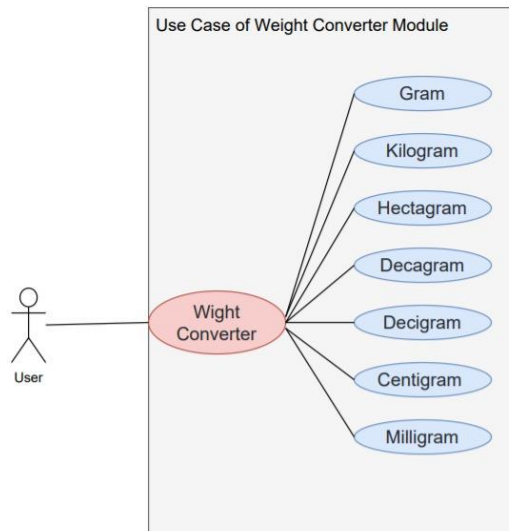 Use Case of Weight Converter Module
Gram
Kilogram
Hectagram
Decagram
Wight
Converter
Decigram
User
Centigram
Milligram